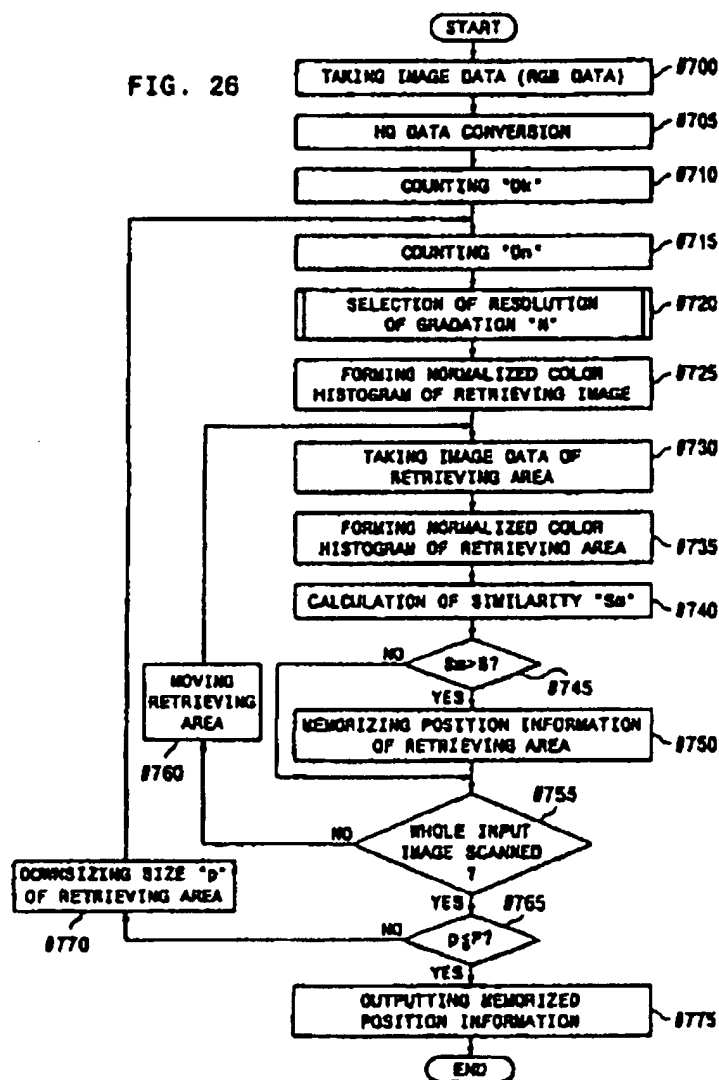 START
FIG. 26
TAKING IMAGE DATA (RGB DATA)
#700
HQ DATA CONVERSION
#705
COUNTING "Dk"
#710
COUNTING "Dn"
#715
SELECTION OF RESOLUTION
OF GRADATION "N"
#720
FORMING NORMALIZED COLOR
HISTOGRAM OF RETRIEVING IMAGE
#725
TAKING IMAGE DATA OF
RETRIEVING AREA
#730
FORMING NORMALIZED COLOR
HISTOGRAM OF RETRIEVING AREA
#735
CALCULATION OF SIMILARITY "Sm"
#740
NO
Sm>S?
#745
YES
MOVING
RETRIEVING
AREA
#760
MEMORIZING POSITION INFORMATION
OF RETRIEVING AREA
#750
#755
NO
WHOLE INPUT
IMAGE SCANNED
?
YES
DOWNSIZING SIZE "p"
OF RETRIEVING AREA
#770
#765
NO
p≤P?
YES
OUTPUTTING MEMORIZED
POSITION INFORMATION
#775
END